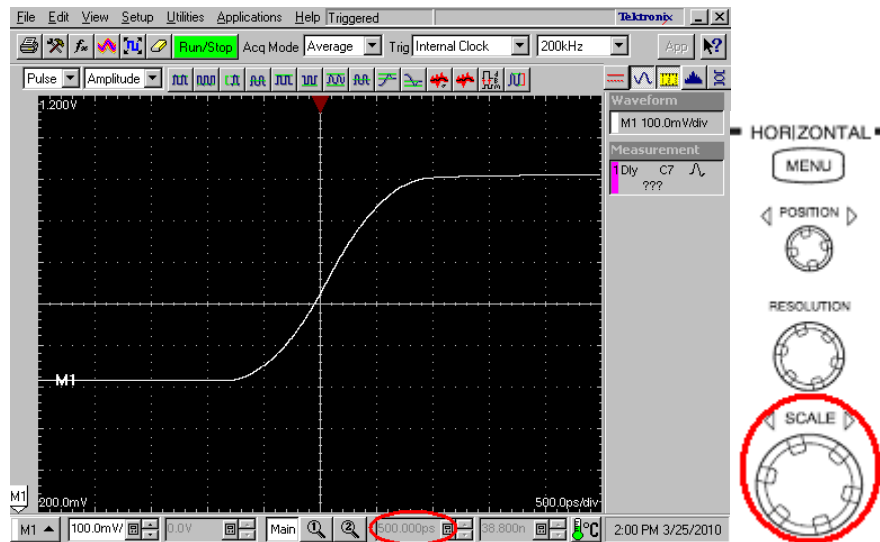 File Edit View Setup Utilities Applications Help Triggered Tektronix
Run/Stop Acq Mode Average Trig Internal Clock 200kHz App
Pulse Amplitude
1.200V
Waveform
M1 100.0mV/div
Measurement
1 Dly C7
???
M1
M1
200.0mV 500.0ps/div
M1 100.0mV/ 0.0V Main 1 2 500.000ps 38.800n °C 2:00 PM 3/25/2010
HORIZONTAL
MENU
POSITION
RESOLUTION
SCALE